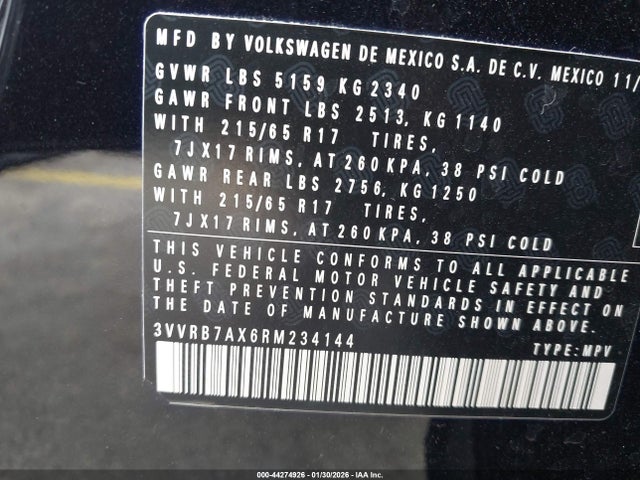 MFD BY VOLKSWAGEN DE MEXICO S.A. DE C.V. MEXICO 11/
GVWR LBS 5159 KG 2340
GAWR FRONT LBS 2513, KG 1140
WITH 215/65 R17 TIRES,
7JX17 RIMS, AT 260 KPA, 38 PSI COLD
GAWR REAR LBS 2756, KG 1250
WITH 215/65 R17 TIRES,
7JX17 RIMS, AT 260 KPA, 38 PSI COLD
THIS VEHICLE CONFORMS TO ALL APPLICABLE
U.S. FEDERAL MOTOR VEHICLE SAFETY AND
THEFT PREVENTION STANDARDS IN EFFECT ON
THE DATE OF MANUFACTURE SHOWN ABOVE
3VVRB7AX6RM234144
TYPE: MPV
000-44274926 - 01/30/2026 - IAA Inc.